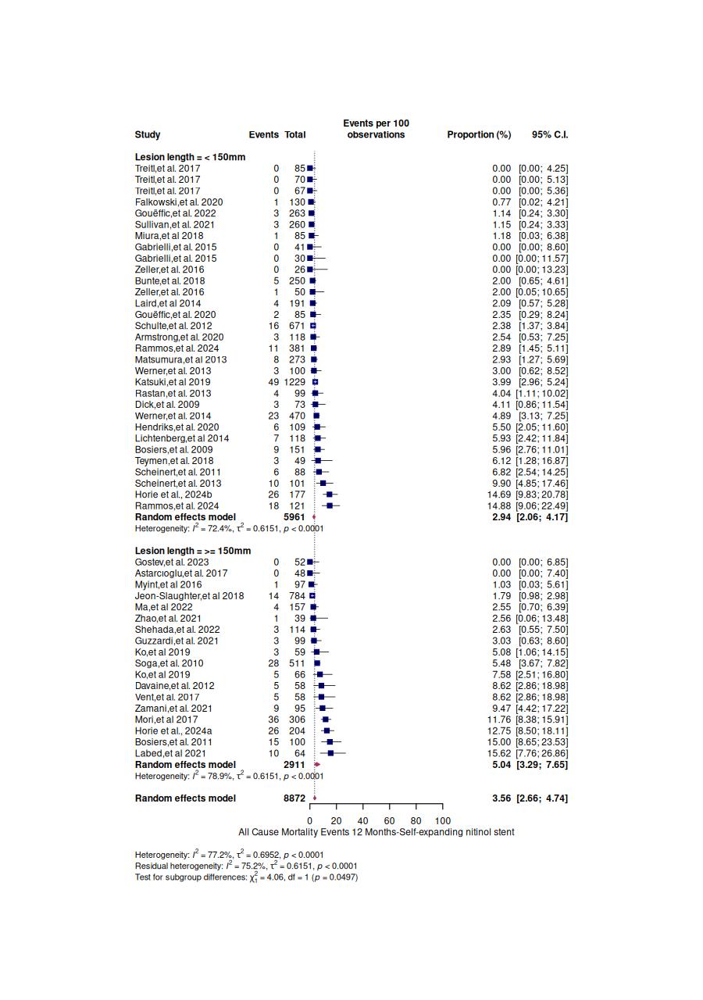 Events per 100
Study Events Total observations Proportion (%) 95% C.I.
Lesion length = < 150mm
Treitl,et al. 2017 0 85 0.00 [0.00; 4.25]
Treitl,et al. 2017 0 70 0.00 [0.00; 5.13]
Treitl,et al. 2017 0 67 0.00 [0.00; 5.36]
Falkowski,et al. 2020 1 130 0.77 [0.02; 4.21]
Gouëffic,et al. 2022 3 263 1.14 [0.24; 3.30]
Sullivan,et al. 2021 3 260 1.15 [0.24; 3.33]
Miura,et al 2018 1 85 1.18 [0.03; 6.38]
Gabrielli,et al. 2015 0 41 0.00 [0.00; 8.60]
Gabrielli,et al. 2015 0 30 0.00 [0.00; 11.57]
Zeller,et al. 2016 0 26 0.00 [0.00; 13.23]
Bunte,et al. 2018 5 250 2.00 [0.65; 4.61]
Zeller,et al. 2016 1 50 2.00 [0.05; 10.65]
Laird,et al 2014 4 191 2.09 [0.57; 5.28]
Gouëffic,et al. 2020 2 85 2.35 [0.29; 8.24]
Schulte,et al. 2012 16 671 2.38 [1.37; 3.84]
Armstrong,et al. 2020 3 118 2.54 [0.53; 7.25]
Rammos,et al. 2024 11 381 2.89 [1.45; 5.11]
Matsumura,et al 2013 8 273 2.93 [1.27; 5.69]
Werner,et al. 2013 3 100 3.00 [0.62; 8.52]
Katsuki,et al 2019 49 1229 3.99 [2.96; 5.24]
Rastan,et al. 2013 4 99 4.04 [1.11; 10.02]
Dick,et al. 2009 3 73 4.11 [0.86; 11.54]
Werner,et al. 2014 23 470 4.89 [3.13; 7.25]
Hendriks,et al. 2020 6 109 5.50 [2.05; 11.60]
Lichtenberg,et al 2014 7 118 5.93 [2.42; 11.84]
Bosiers,et al. 2009 9 151 5.96 [2.76; 11.01]
Teymen,et al. 2018 3 49 6.12 [1.28; 16.87]
Scheinert,et al. 2011 6 88 6.82 [2.54; 14.25]
Scheinert,et al. 2013 10 101 9.90 [4.85; 17.46]
Horie et al., 2024b 26 177 14.69 [9.83; 20.78]
Rammos,et al. 2024 18 121 14.88 [9.06; 22.49]
Random effects model 5961 2.94 [2.06; 4.17]
Heterogeneity: I² = 72.4%, τ² = 0.6151, p < 0.0001
Lesion length = >= 150mm
Gostev,et al. 2023 0 52 0.00 [0.00; 6.85]
Astarcıoglu,et al. 2017 0 48 0.00 [0.00; 7.40]
Myint,et al 2016 1 97 1.03 [0.03; 5.61]
Jeon-Slaughter,et al 2018 14 784 1.79 [0.98; 2.98]
Ma,et al 2022 4 157 2.55 [0.70; 6.39]
Zhao,et al. 2021 1 39 2.56 [0.06; 13.48]
Shehada,et al. 2022 3 114 2.63 [0.55; 7.50]
Guzzardi,et al. 2021 3 99 3.03 [0.63; 8.60]
Ko,et al 2019 3 59 5.08 [1.06; 14.15]
Soga,et al. 2010 28 511 5.48 [3.67; 7.82]
Ko,et al 2019 5 66 7.58 [2.51; 16.80]
Davaine,et al. 2012 5 58 8.62 [2.86; 18.98]
Vent,et al. 2017 5 58 8.62 [2.86; 18.98]
Zamani,et al. 2021 9 95 9.47 [4.42; 17.22]
Mori,et al 2017 36 306 11.76 [8.38; 15.91]
Horie et al., 2024a 26 204 12.75 [8.50; 18.11]
Bosiers,et al. 2011 15 100 15.00 [8.65; 23.53]
Labed,et al 2021 10 64 15.62 [7.76; 26.86]
Random effects model 2911 5.04 [3.29; 7.65]
Heterogeneity: I² = 78.9%, τ² = 0.6151, p < 0.0001
Random effects model 8872 3.56 [2.66; 4.74]
0 20 40 60 80 100
All Cause Mortality Events 12 Months-Self-expanding nitinol stent
Heterogeneity: I² = 77.2%, τ² = 0.6952, p < 0.0001
Residual heterogeneity: I² = 75.2%, τ² = 0.6151, p < 0.0001
Test for subgroup differences: χ²₁ = 4.06, df = 1 (p = 0.0497)